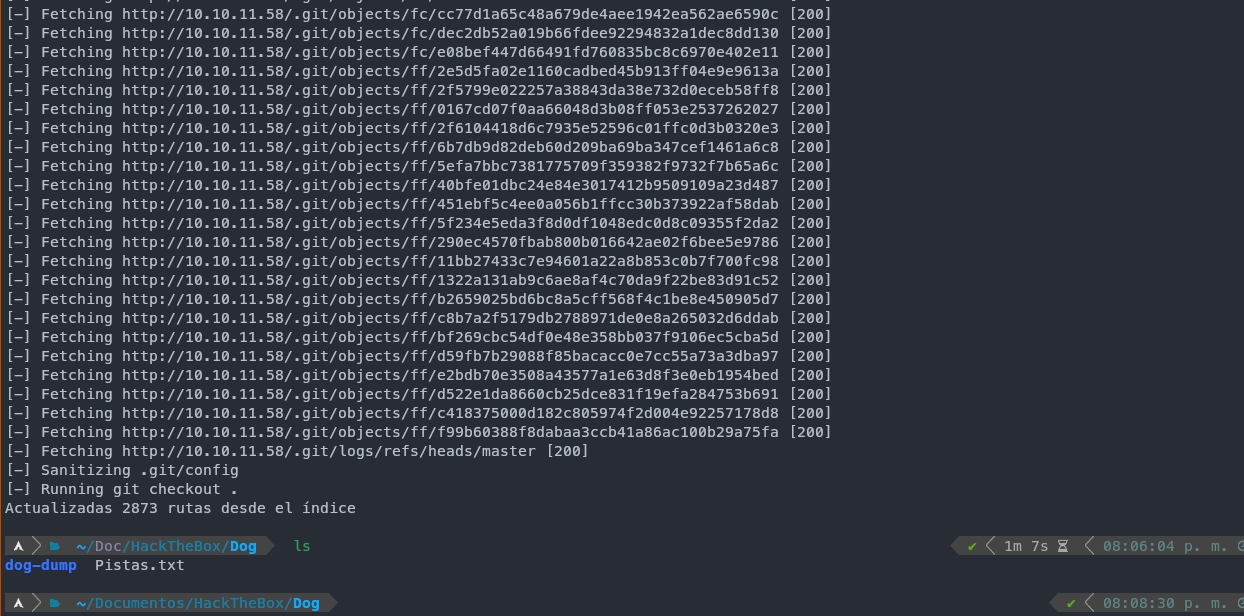 [-] Fetching http://10.10.11.58/.git/objects/fc/cc77d1a65c48a679de4aee1942ea562ae6590c [200]
[-] Fetching http://10.10.11.58/.git/objects/fc/dec2db52a019b66fdee92294832a1dec8dd130 [200]
[-] Fetching http://10.10.11.58/.git/objects/fc/e08bef447d66491fd760835bc8c6970e402e11 [200]
[-] Fetching http://10.10.11.58/.git/objects/ff/2e5d5fa02e1160cadbed45b913ff04e9e9613a [200]
[-] Fetching http://10.10.11.58/.git/objects/ff/2f5799e022257a38843da38e732d0eceb58ff8 [200]
[-] Fetching http://10.10.11.58/.git/objects/ff/0167cd07f0aa66048d3b08ff053e2537262027 [200]
[-] Fetching http://10.10.11.58/.git/objects/ff/2f6104418d6c7935e52596c01ffc0d3b0320e3 [200]
[-] Fetching http://10.10.11.58/.git/objects/ff/6b7db9d82deb60d209ba69ba347cef1461a6c8 [200]
[-] Fetching http://10.10.11.58/.git/objects/ff/5efa7bbc7381775709f359382f9732f7b65a6c [200]
[-] Fetching http://10.10.11.58/.git/objects/ff/40bfe01dbc24e84e3017412b9509109a23d487 [200]
[-] Fetching http://10.10.11.58/.git/objects/ff/451ebf5c4ee0a056b1ffcc30b373922af58dab [200]
[-] Fetching http://10.10.11.58/.git/objects/ff/5f234e5eda3f8d0df1048edc0d8c09355f2da2 [200]
[-] Fetching http://10.10.11.58/.git/objects/ff/290ec4570fbab800b016642ae02f6bee5e9786 [200]
[-] Fetching http://10.10.11.58/.git/objects/ff/11bb27433c7e94601a22a8b853c0b7f700fc98 [200]
[-] Fetching http://10.10.11.58/.git/objects/ff/1322a131ab9c6ae8af4c70da9f22be83d91c52 [200]
[-] Fetching http://10.10.11.58/.git/objects/ff/b2659025bd6bc8a5cff568f4c1be8e450905d7 [200]
[-] Fetching http://10.10.11.58/.git/objects/ff/c8b7a2f5179db2788971de0e8a265032d6ddab [200]
[-] Fetching http://10.10.11.58/.git/objects/ff/bf269cbc54df0e48e358bb037f9106ec5cba5d [200]
[-] Fetching http://10.10.11.58/.git/objects/ff/d59fb7b29088f85bacacc0e7cc55a73a3dba97 [200]
[-] Fetching http://10.10.11.58/.git/objects/ff/e2bdb70e3508a43577a1e63d8f3e0eb1954bed [200]
[-] Fetching http://10.10.11.58/.git/objects/ff/d522e1da8660cb25dce831f19efa284753b691 [200]
[-] Fetching http://10.10.11.58/.git/objects/ff/c418375000d182c805974f2d004e92257178d8 [200]
[-] Fetching http://10.10.11.58/.git/objects/ff/f99b60388f8dabaa3ccb41a86ac100b29a75fa [200]
[-] Fetching http://10.10.11.58/.git/logs/refs/heads/master [200]
[-] Sanitizing .git/config
[-] Running git checkout .
Actualizadas 2873 rutas desde el índice
~/Doc/HackTheBox/Dog ls ✔ 1m 7s 08:06:04 p. m.
dog-dump Pistas.txt
~/Documentos/HackTheBox/Dog ✔ 08:08:30 p. m.